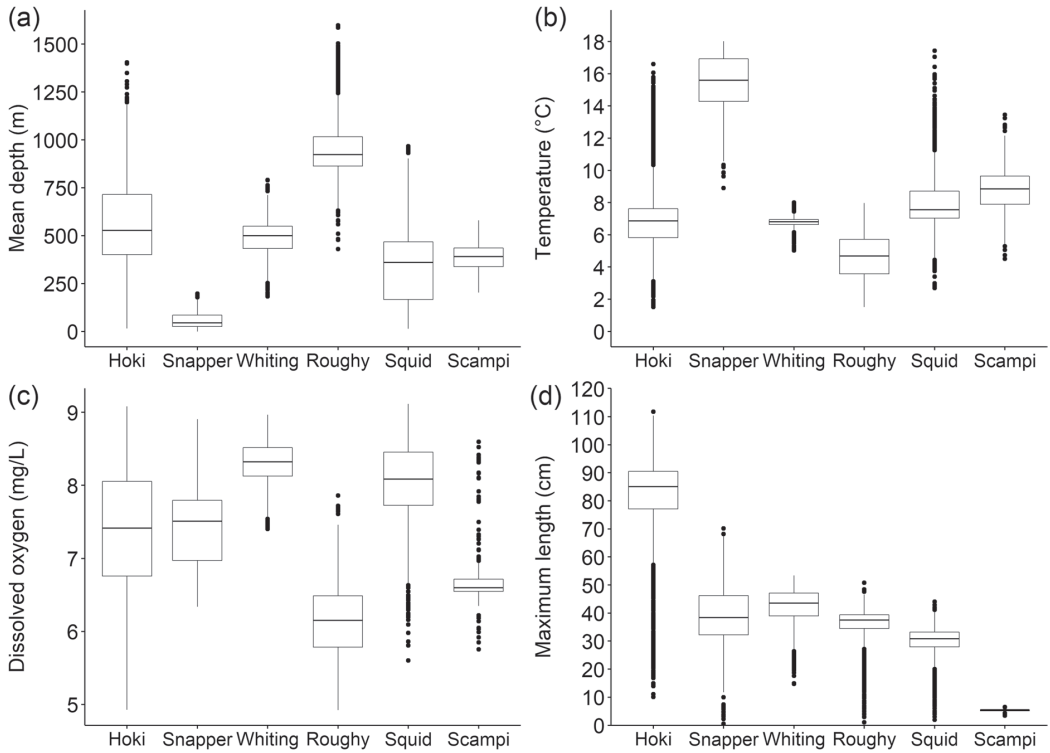 (a)
Mean depth (m)
1500
1250
1000
750
500
250
0
Hoki Snapper Whiting Roughy Squid Scampi
(b)
Temperature (°C)
18
16
14
12
10
8
6
4
2
0
Hoki Snapper Whiting Roughy Squid Scampi
(c)
Dissolved oxygen (mg/L)
9
8
7
6
5
Hoki Snapper Whiting Roughy Squid Scampi
(d)
Maximum length (cm)
120
110
100
90
80
70
60
50
40
30
20
10
0
Hoki Snapper Whiting Roughy Squid Scampi